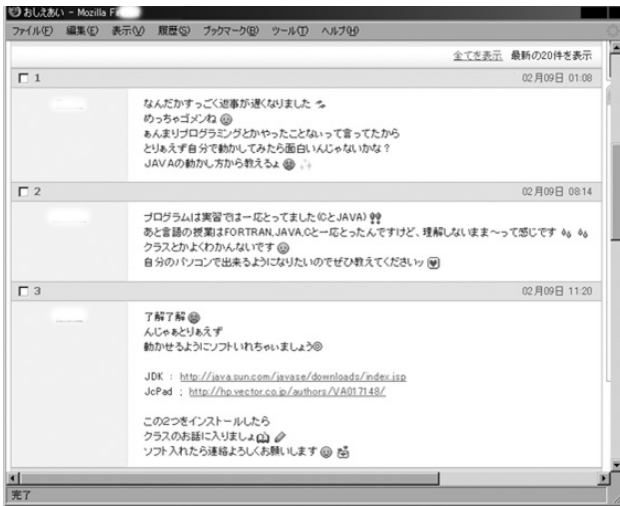 おしえあい - Mozilla Fi
ファイル(F) 編集(E) 表示(V) 履歴(S) ブックマーク(B) ツール(T) ヘルプ(H)
全てを表示 最新の20件を表示
1 02月09日 01:08
なんだかすっごく返事が遅くなりました
めっちゃゴメンね
あんまりプログラミングとかやったことないって言ってたから
とりあえず自分で動かしてみたら面白いんじゃないかな?
JAVAの動かし方から教えるよ
2 02月09日 08:14
プログラムは実習では一応とってました(CとJAVA)
あと言語の授業はFORTRAN,JAVA,Cと一応とったんですけど、理解しないまま～って感じです
クラスとかよくわかんないです
自分のパソコンで出来るようになりたいのでぜひ教えてくださいッ
3 02月09日 11:20
了解了解
んじゃぁとりあえず
動かせるようにソフトいれちゃいましょう◎
JDK : http://java.sun.com/javase/downloads/index.jsp
JcPad ; http://hp.vector.co.jp/authors/VA017148/
この2つをインストールしたら
クラスのお話に入りましょ
ソフト入れたら連絡よろしくお願いします
完了